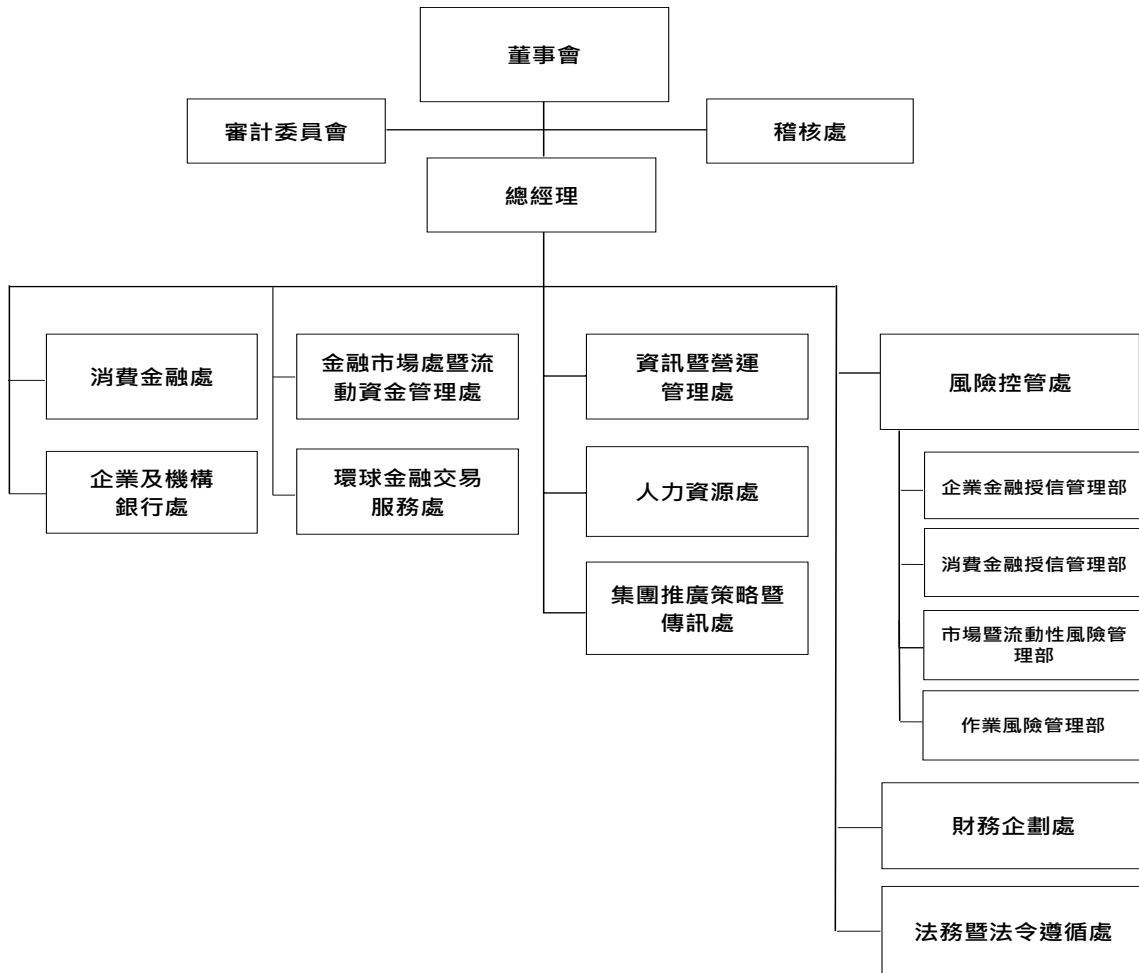 董事會
審計委員會
稽核處
總經理
消費金融處
金融市場處暨流
動資金管理處
資訊暨營運
管理處
風險控管處
企業及機構
銀行處
環球金融交易
服務處
人力資源處
企業金融授信管理部
消費金融授信管理部
集團推廣策略暨
傳訊處
市場暨流動性風險管
理部
作業風險管理部
財務企劃處
法務暨法令遵循處